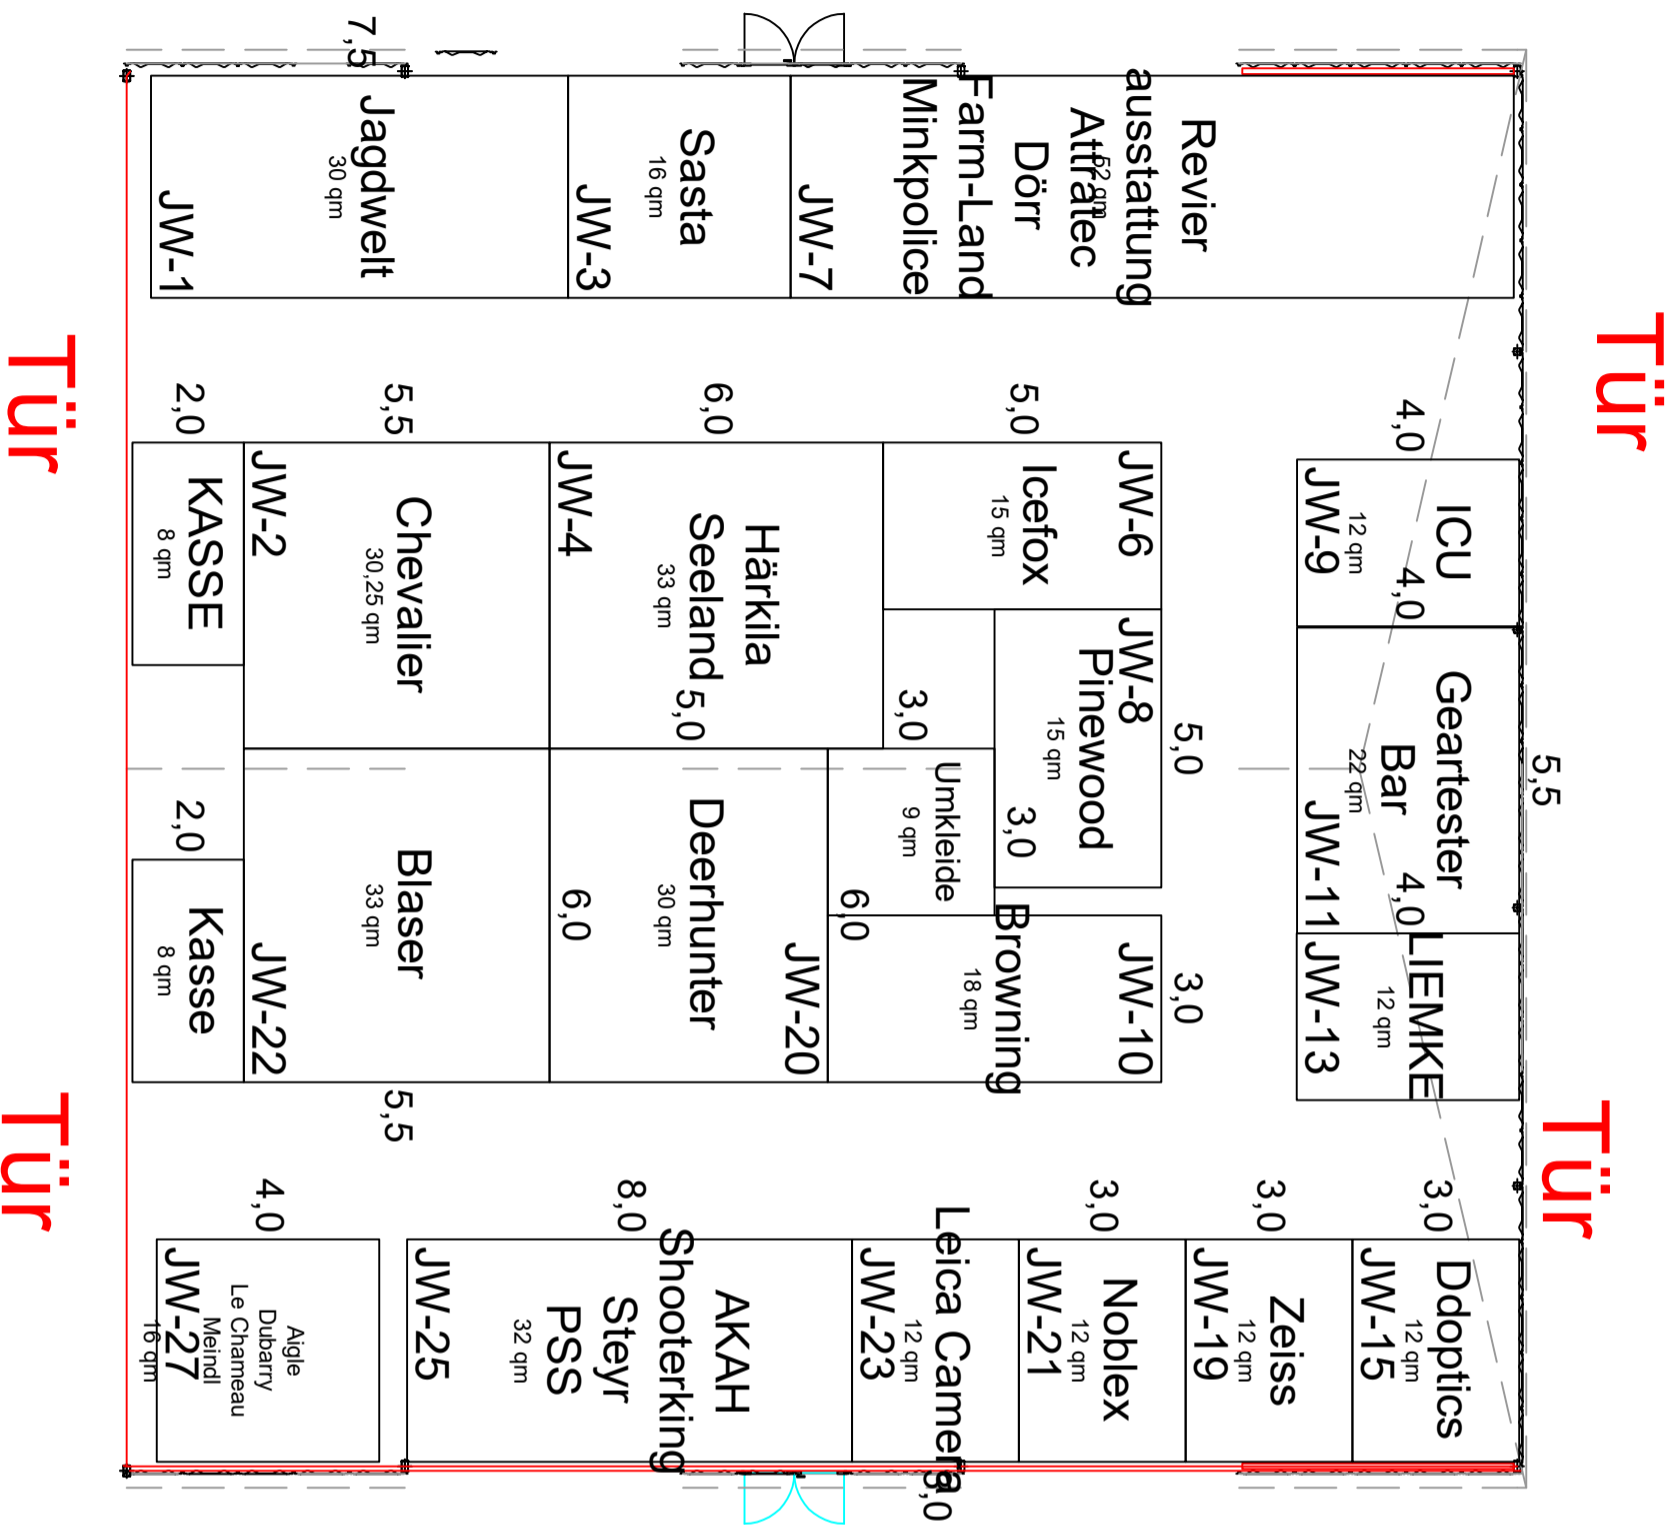 7,5
Jagdwelt
30 qm
JW-1
Sasta
16 qm
JW-3
Revier
ausstattung
Attratec
Dörr
Farm-Land
Minkpolice
52 qm
JW-7
Tür
Tür
2,0
KASSE
8 qm
5,5
JW-2
Chevalier
30,25 qm
6,0
JW-4
Härkila
Seeland
33 qm
5,0
5,0
JW-6
Icefox
15 qm
3,0
JW-8
Pinewood
15 qm
5,0
3,0
4,0
ICU
12 qm
JW-9
4,0
Geartester
Bar
22 qm
JW-11
5,5
4,0
LIEMKE
12 qm
JW-13
2,0
Kasse
8 qm
Blaser
33 qm
JW-22
5,5
Deerhunter
30 qm
JW-20
6,0
Umkleide
9 qm
6,0
Browning
18 qm
JW-10
3,0
Tür
Tür
4,0
Aigle
Dubarry
Le Chameau
Meindl
JW-27
16 qm
8,0
AKAH
Shooterking
Steyr
PSS
32 qm
JW-25
Leica Camera
12 qm
JW-23
3,0
3,0
Noblex
12 qm
JW-21
3,0
Zeiss
12 qm
JW-19
3,0
Ddoptics
12 qm
JW-15